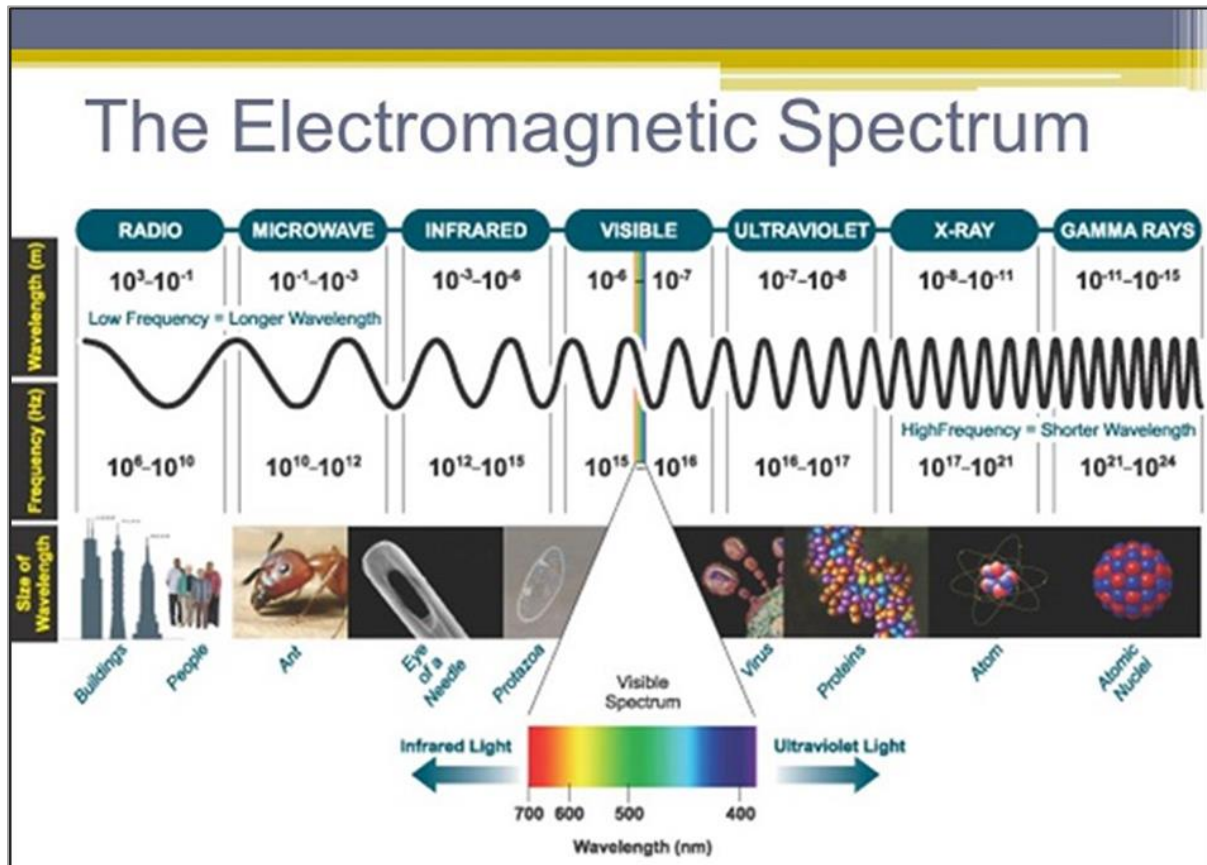 The Electromagnetic Spectrum
RADIO MICROWAVE INFRARED VISIBLE ULTRAVIOLET X-RAY GAMMA RAYS
Wavelength (m)
10³–10⁻¹ 10⁻¹–10⁻³ 10⁻³–10⁻⁶ 10⁻⁶ – 10⁻⁷ 10⁻⁷–10⁻⁸ 10⁻⁸–10⁻¹¹ 10⁻¹¹–10⁻¹⁵
Low Frequency = Longer Wavelength
Frequency (Hz)
HighFrequency = Shorter Wavelength
10⁶–10¹⁰ 10¹⁰–10¹² 10¹²–10¹⁵ 10¹⁵ – 10¹⁶ 10¹⁶–10¹⁷ 10¹⁷–10²¹ 10²¹–10²⁴
Size of
Wavelength
Buildings
People
Ant
Eye
of a
Needle
Protazoa
Virus
Proteins
Atom
Atomic
Nuclei
Visible
Spectrum
Infrared Light
Ultraviolet Light
700 600 500 400
Wavelength (nm)